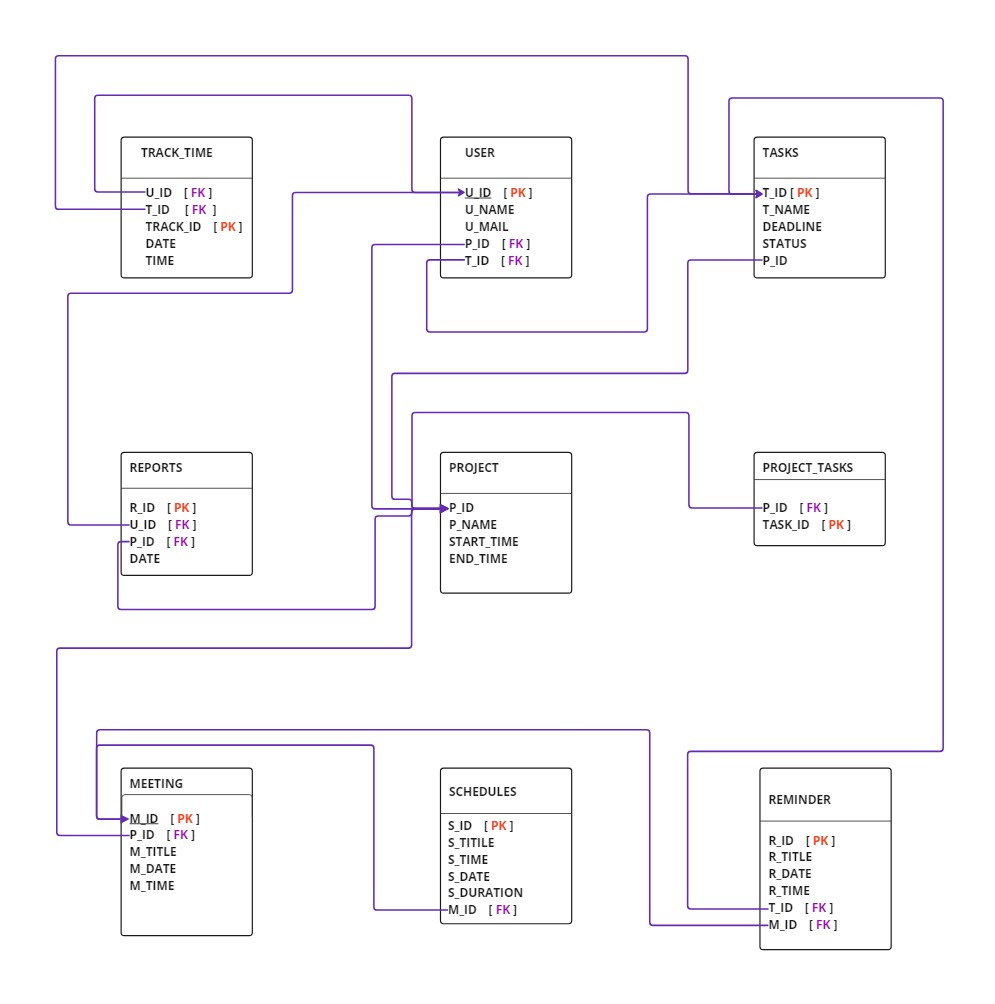 TRACK_TIME
U_ID [ FK ]
T_ID [ FK ]
TRACK_ID [ PK ]
DATE
TIME
USER
U_ID [ PK ]
U_NAME
U_MAIL
P_ID [ FK ]
T_ID [ FK ]
TASKS
T_ID [ PK ]
T_NAME
DEADLINE
STATUS
P_ID
REPORTS
R_ID [ PK ]
U_ID [ FK ]
P_ID [ FK ]
DATE
PROJECT
P_ID
P_NAME
START_TIME
END_TIME
PROJECT_TASKS
P_ID [ FK ]
TASK_ID [ PK ]
MEETING
M_ID [ PK ]
P_ID [ FK ]
M_TITLE
M_DATE
M_TIME
SCHEDULES
S_ID [ PK ]
S_TITILE
S_TIME
S_DATE
S_DURATION
M_ID [ FK ]
REMINDER
R_ID [ PK ]
R_TITLE
R_DATE
R_TIME
T_ID [ FK ]
M_ID [ FK ]